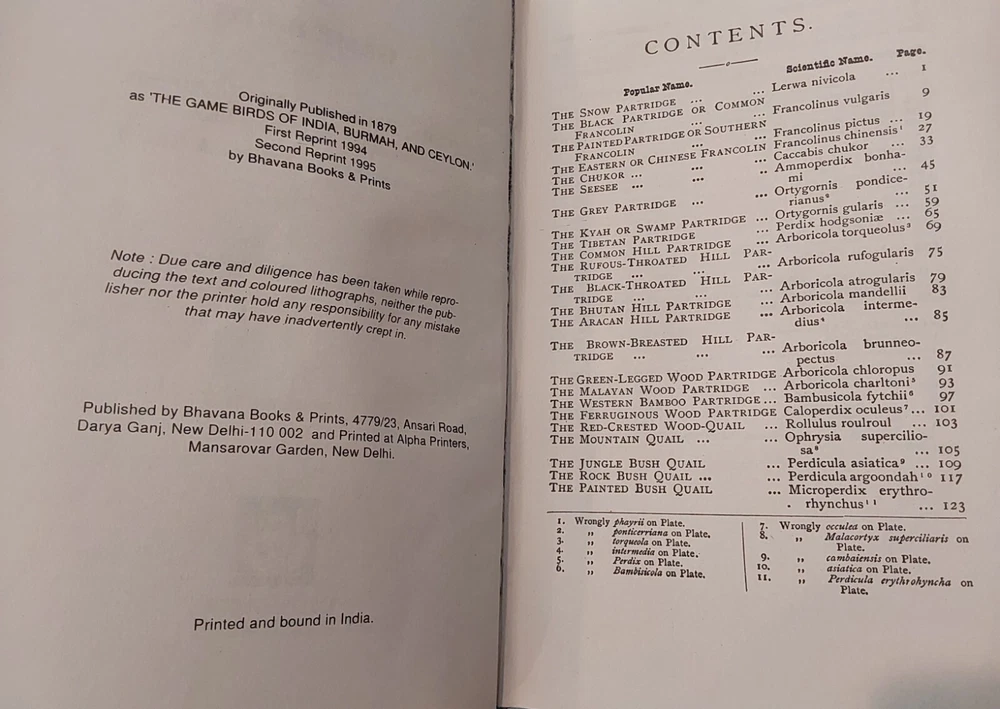 Originally Published in 1879
as 'THE GAME BIRDS OF INDIA, BURMAH, AND CEYLON.'
First Reprint 1994
Second Reprint 1995
by Bhavana Books & Prints
Note : Due care and diligence has been taken while repro-
ducing the text and coloured lithographs, neither the pub-
lisher nor the printer hold any responsibility for any mistake
that may have inadvertently crept in.
Published by Bhavana Books & Prints, 4779/23, Ansari Road,
Darya Ganj, New Delhi-110 002 and Printed at Alpha Printers,
Mansarovar Garden, New Delhi.
Printed and bound in India.
CONTENTS.
Popular Name. Scientific Name. Page.
THE SNOW PARTRIDGE ... ... Lerwa nivicola ... 1
THE BLACK PARTRIDGE OR COMMON
FRANCOLIN ... ... Francolinus vulgaris 9
THE PAINTED PARTRIDGE OR SOUTHERN
FRANCOLIN ... ... Francolinus pictus ... 19
THE EASTERN OR CHINESE FRANCOLIN Francolinus chinensis¹ 27
THE CHUKOR ... ... .. Caccabis chukor ... 33
THE SEESEE ... ... .. Ammoperdix bonha-
mi ... 45
THE GREY PARTRIDGE ... ... Ortygornis pondice-
rianus² ... 51
THE KYAH OR SWAMP PARTRIDGE ... Ortygornis gularis ... 59
THE TIBETAN PARTRIDGE ... Perdix hodgsoniæ ... 65
THE COMMON HILL PARTRIDGE ... Arboricola torqueolus³ 69
THE RUFOUS-THROATED HILL PAR-
TRIDGE ... ... ... Arboricola rufogularis 75
THE BLACK-THROATED HILL PAR-
TRIDGE ... ... ... Arboricola atrogularis 79
THE BHUTAN HILL PARTRIDGE ... Arboricola mandellii 83
THE ARACAN HILL PARTRIDGE ... Arboricola interme-
dius⁴ ... 85
THE BROWN-BREASTED HILL PAR-
TRIDGE ... ... ... Arboricola brunneo-
pectus ... 87
THE GREEN-LEGGED WOOD PARTRIDGE Arboricola chloropus 91
THE MALAYAN WOOD PARTRIDGE ... Arboricola charltoni⁵ 93
THE WESTERN BAMBOO PARTRIDGE ... Bambusicola fytchii⁶ 97
THE FERRUGINOUS WOOD PARTRIDGE Caloperdix oculeus⁷ ... 101
THE RED-CRESTED WOOD-QUAIL ... Rollulus roulroul ... 103
THE MOUNTAIN QUAIL ... ... Ophrysia supercilio-
sa⁸ ... 105
THE JUNGLE BUSH QUAIL ... Perdicula asiatica⁹ ... 109
THE ROCK BUSH QUAIL ... ... Perdicula argoondah¹⁰ 117
THE PAINTED BUSH QUAIL ... Microperdix erythro-
rhynchus¹¹ ... 123
1. Wrongly phayrii on Plate.
2. ,, ponticerriana on Plate.
3. ,, torqueola on Plate.
4. ,, intermedia on Plate.
5. ,, Perdix on Plate.
6. ,, Bambisicola on Plate.
7. Wrongly occulea on Plate.
8. ,, Malacortyx superciliaris on
Plate.
9. ,, cambaiensis on Plate.
10. ,, asiatica on Plate.
11. ,, Perdicula erythrohyncha on
Plate.